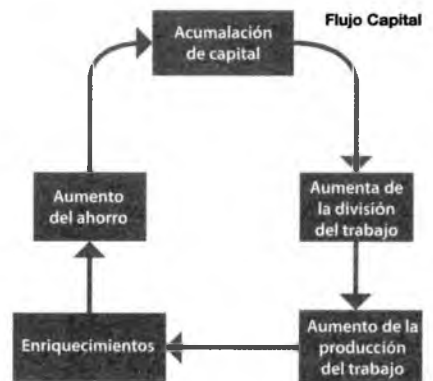 Flujo Capital
Acumalación
de capital
Aumenta de
la división
del trabajo
Aumento de la
producción
del trabajo
Enriquecimientos
Aumento
del ahorro